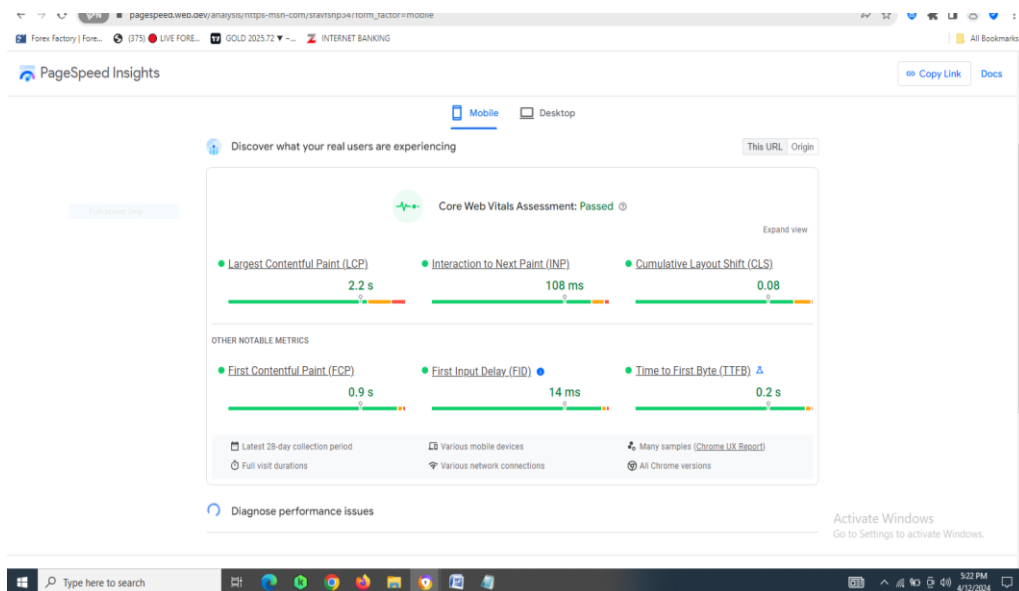 pagespeed.web.dev/analysis/https-msn-com/sfavfsnp34?form_factor=mobile
Forex Factory | Fore... (375) LIVE FORE... GOLD 2025.72 ▼ -... INTERNET BANKING All Bookmarks
PageSpeed Insights Copy Link Docs
Mobile Desktop
Discover what your real users are experiencing This URL Origin
Core Web Vitals Assessment: Passed
Expand view
Largest Contentful Paint (LCP) Interaction to Next Paint (INP) Cumulative Layout Shift (CLS)
2.2 s 108 ms 0.08
OTHER NOTABLE METRICS
First Contentful Paint (FCP) First Input Delay (FID) Time to First Byte (TTFB)
0.9 s 14 ms 0.2 s
Latest 28-day collection period Various mobile devices Many samples (Chrome UX Report)
Full visit durations Various network connections All Chrome versions
Diagnose performance issues
Activate Windows
Go to Settings to activate Windows.
Type here to search
5:22 PM
4/12/2024